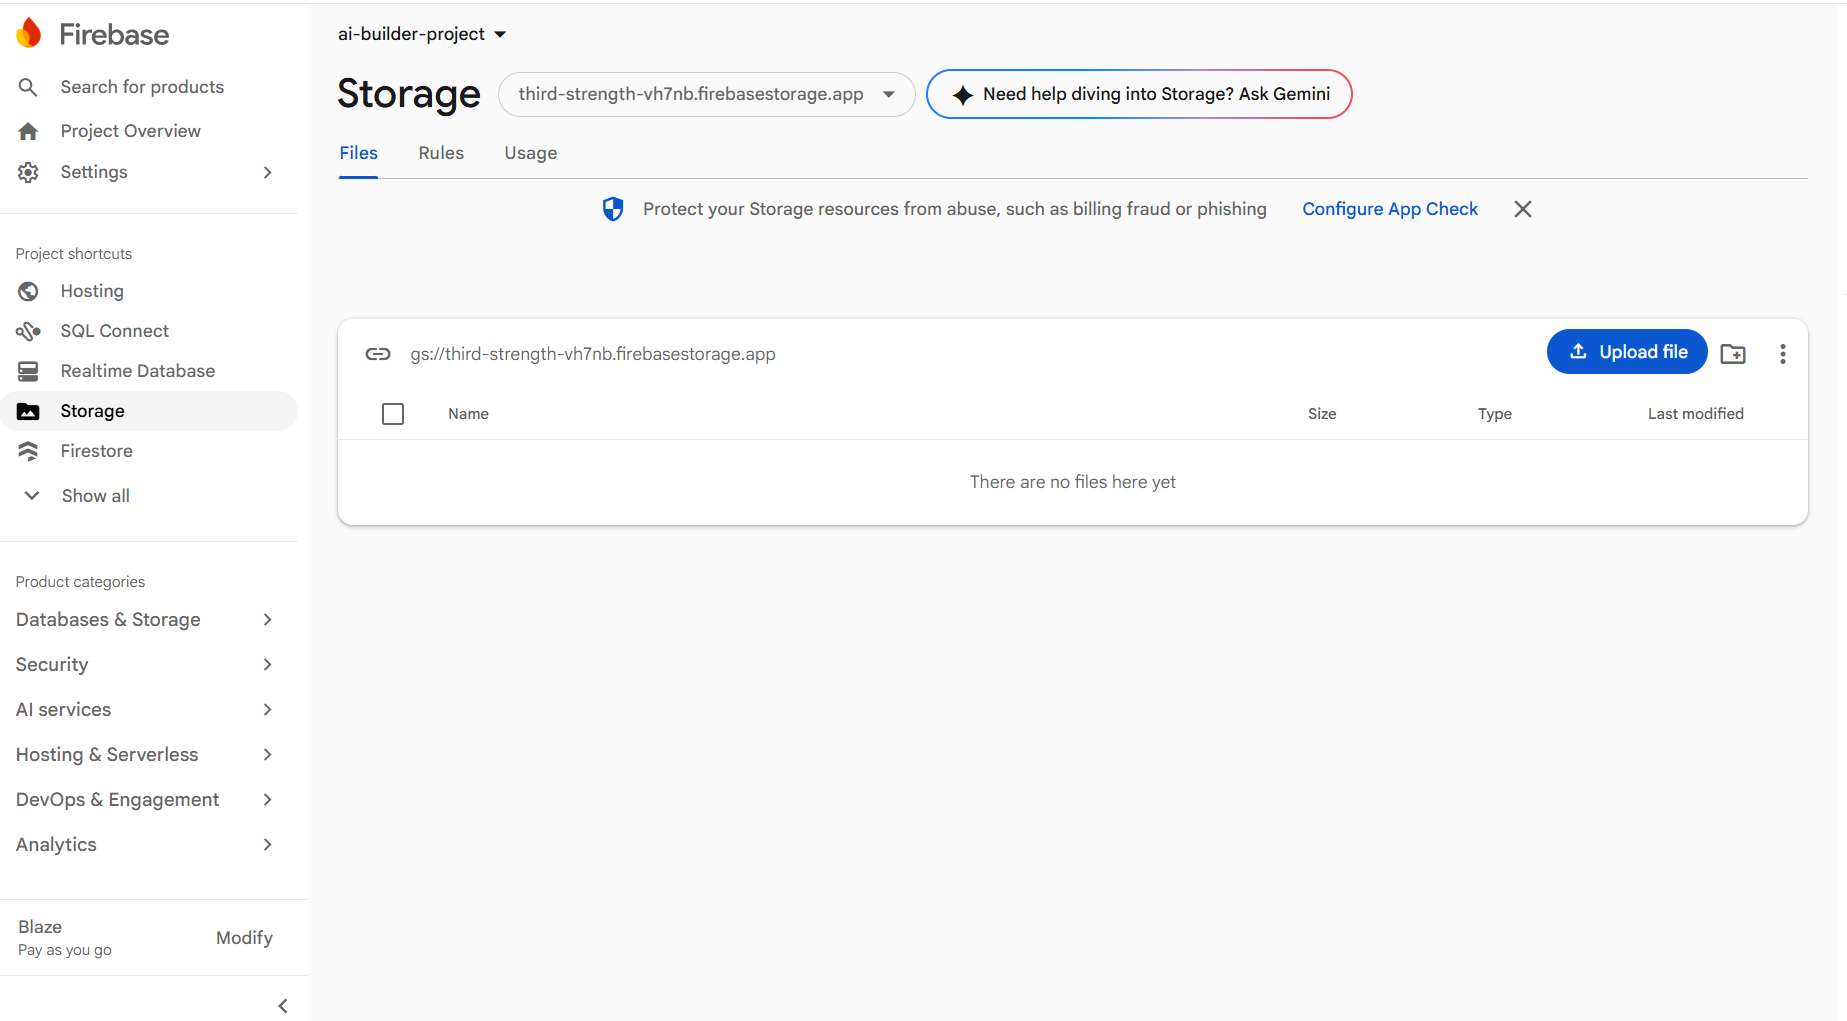 Firebase
Search for products
Project Overview
Settings
Project shortcuts
Hosting
SQL Connect
Realtime Database
Storage
Firestore
Show all
Product categories
Databases & Storage
Security
AI services
Hosting & Serverless
DevOps & Engagement
Analytics
Blaze
Pay as you go
Modify
ai-builder-project
Storage
third-strength-vh7nb.firebasestorage.app
Need help diving into Storage? Ask Gemini
Files Rules Usage
Protect your Storage resources from abuse, such as billing fraud or phishing Configure App Check
gs://third-strength-vh7nb.firebasestorage.app
Upload file
Name Size Type Last modified
There are no files here yet